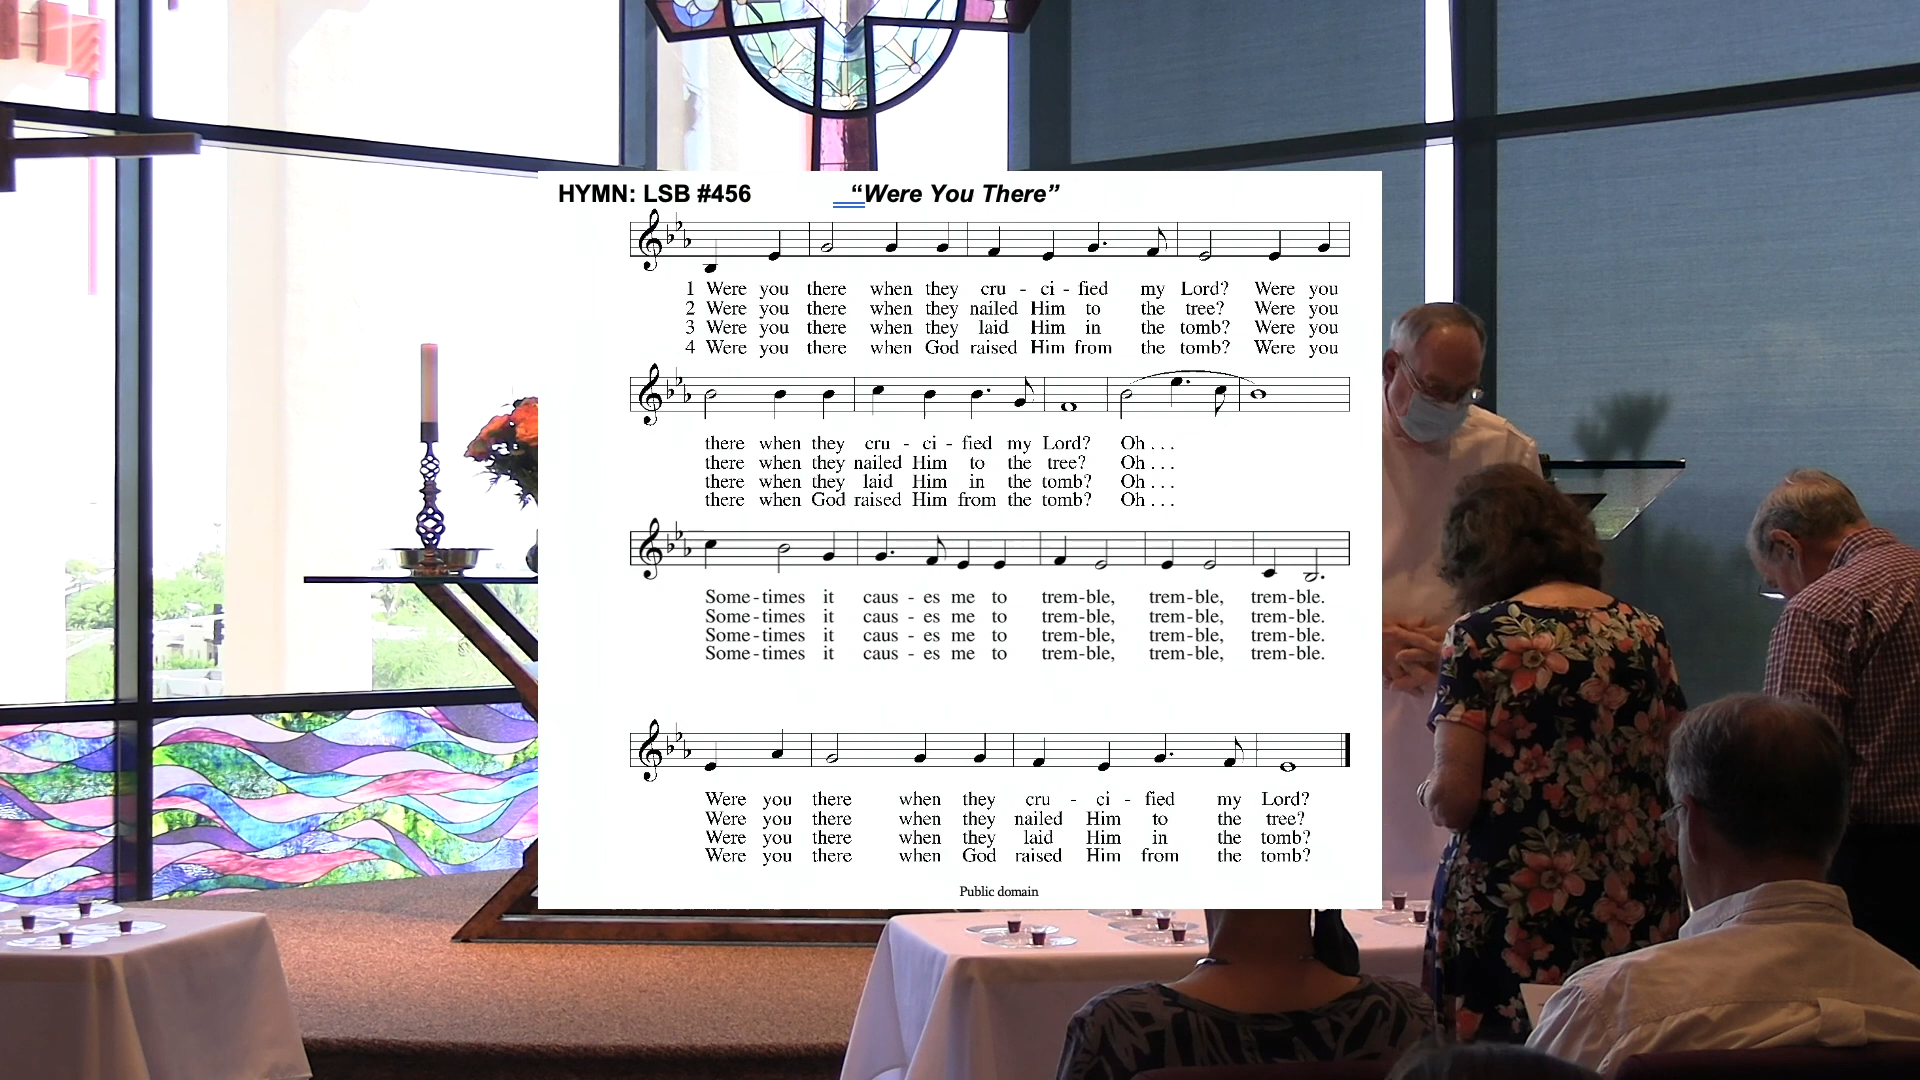 HYMN: LSB #456 “Were You There”
1 Were you there when they cru - ci - fied my Lord? Were you
2 Were you there when they nailed Him to the tree? Were you
3 Were you there when they laid Him in the tomb? Were you
4 Were you there when God raised Him from the tomb? Were you
there when they cru - ci - fied my Lord? Oh . . .
there when they nailed Him to the tree? Oh . . .
there when they laid Him in the tomb? Oh . . .
there when God raised Him from the tomb? Oh . . .
Some - times it caus - es me to trem-ble, trem-ble, trem-ble.
Some - times it caus - es me to trem-ble, trem-ble, trem-ble.
Some - times it caus - es me to trem-ble, trem-ble, trem-ble.
Some - times it caus - es me to trem-ble, trem-ble, trem-ble.
Were you there when they cru - ci - fied my Lord?
Were you there when they nailed Him to the tree?
Were you there when they laid Him in the tomb?
Were you there when God raised Him from the tomb?
Public domain